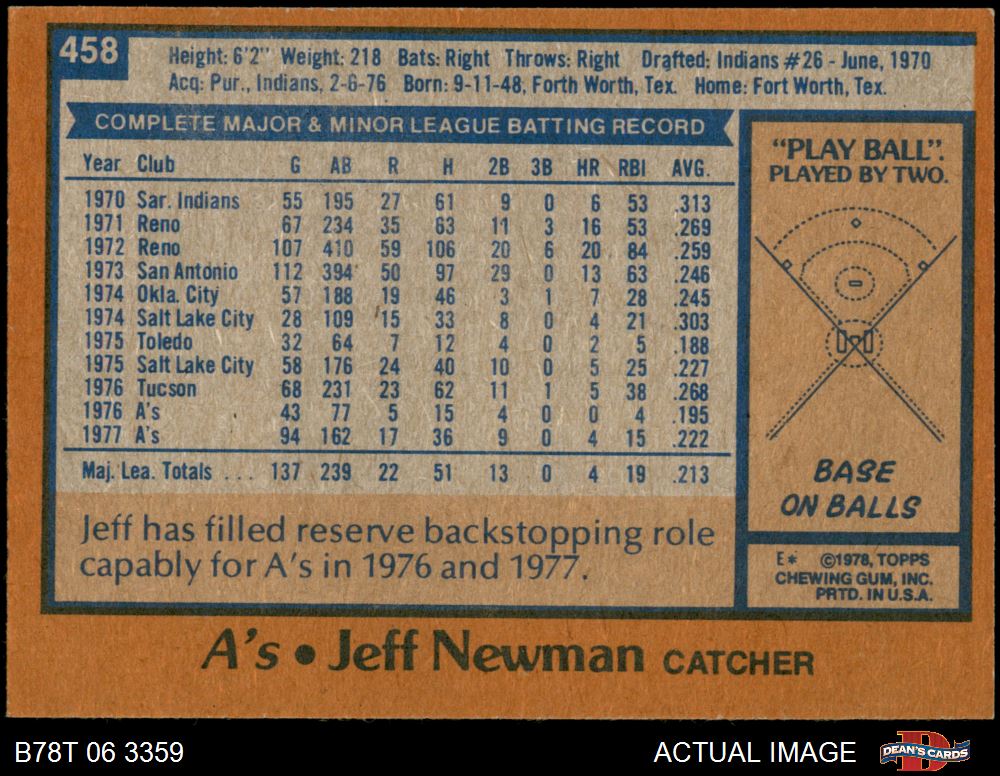 458
Height: 6'2" Weight: 218 Bats: Right Throws: Right Drafted: Indians #26 - June, 1970
Acq: Pur., Indians, 2-6-76 Born: 9-11-48, Forth Worth, Tex. Home: Fort Worth, Tex.
COMPLETE MAJOR & MINOR LEAGUE BATTING RECORD
Year Club G AB R H 2B 3B HR RBI AVG.
1970 Sar. Indians 55 195 27 61 9 0 6 53 .313
1971 Reno 67 234 35 63 11 3 16 53 .269
1972 Reno 107 410 59 106 20 6 20 84 .259
1973 San Antonio 112 394 50 97 29 0 13 63 .246
1974 Okla. City 57 188 19 46 3 1 7 28 .245
1974 Salt Lake City 28 109 15 33 8 0 4 21 .303
1975 Toledo 32 64 7 12 4 0 2 5 .188
1975 Salt Lake City 58 176 24 40 10 0 5 25 .227
1976 Tucson 68 231 23 62 11 1 5 38 .268
1976 A's 43 77 5 15 4 0 0 4 .195
1977 A's 94 162 17 36 9 0 4 15 .222
Maj. Lea. Totals ... 137 239 22 51 13 0 4 19 .213
Jeff has filled reserve backstopping role
capably for A's in 1976 and 1977.
"PLAY BALL".
PLAYED BY TWO.
BASE
ON BALLS
E* ©1978, TOPPS
CHEWING GUM, INC.
PRTD. IN U.S.A.
A's • Jeff Newman CATCHER
B78T 06 3359
ACTUAL IMAGE
DEAN'S CARDS